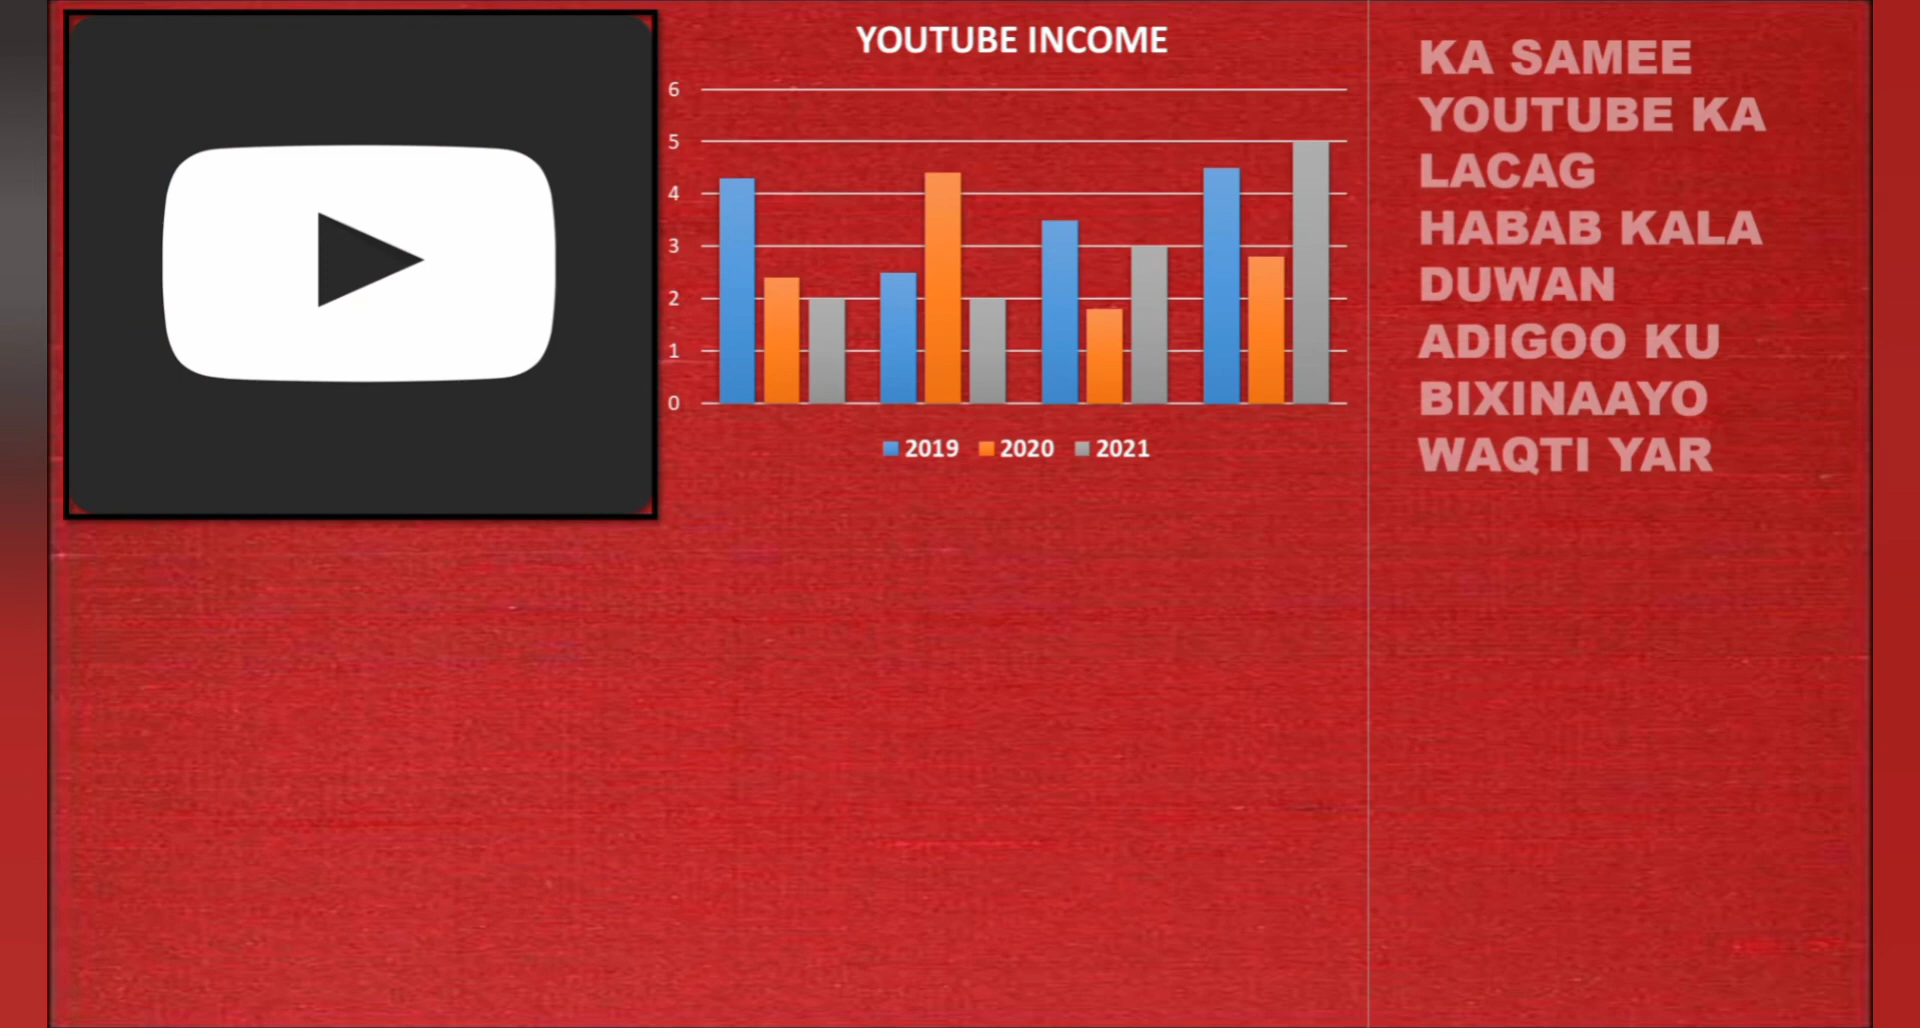 YOUTUBE INCOME
6
5
4
3
2
1
0
2019 2020 2021
KA SAMEE
YOUTUBE KA
LACAG
HABAB KALA
DUWAN
ADIGOO KU
BIXINAAYO
WAQTI YAR